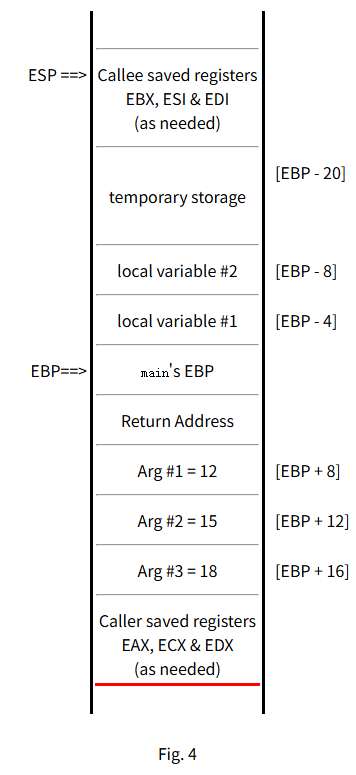 ESP ==> Callee saved registers
EBX, ESI & EDI
(as needed)
[EBP - 20]
temporary storage
local variable #2 [EBP - 8]
local variable #1 [EBP - 4]
EBP==> main's EBP
Return Address
Arg #1 = 12 [EBP + 8]
Arg #2 = 15 [EBP + 12]
Arg #3 = 18 [EBP + 16]
Caller saved registers
EAX, ECX & EDX
(as needed)
Fig. 4